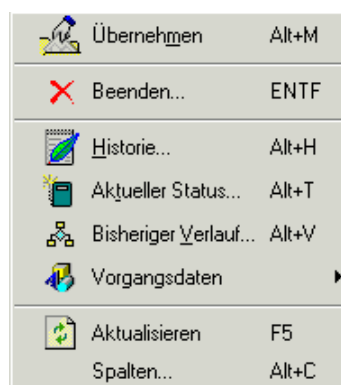 Übernehmen Alt+M
Beenden... ENTF
Historie... Alt+H
Aktueller Status... Alt+T
Bisheriger Verlauf... Alt+V
Vorgangsdaten
Aktualisieren F5
Spalten... Alt+C